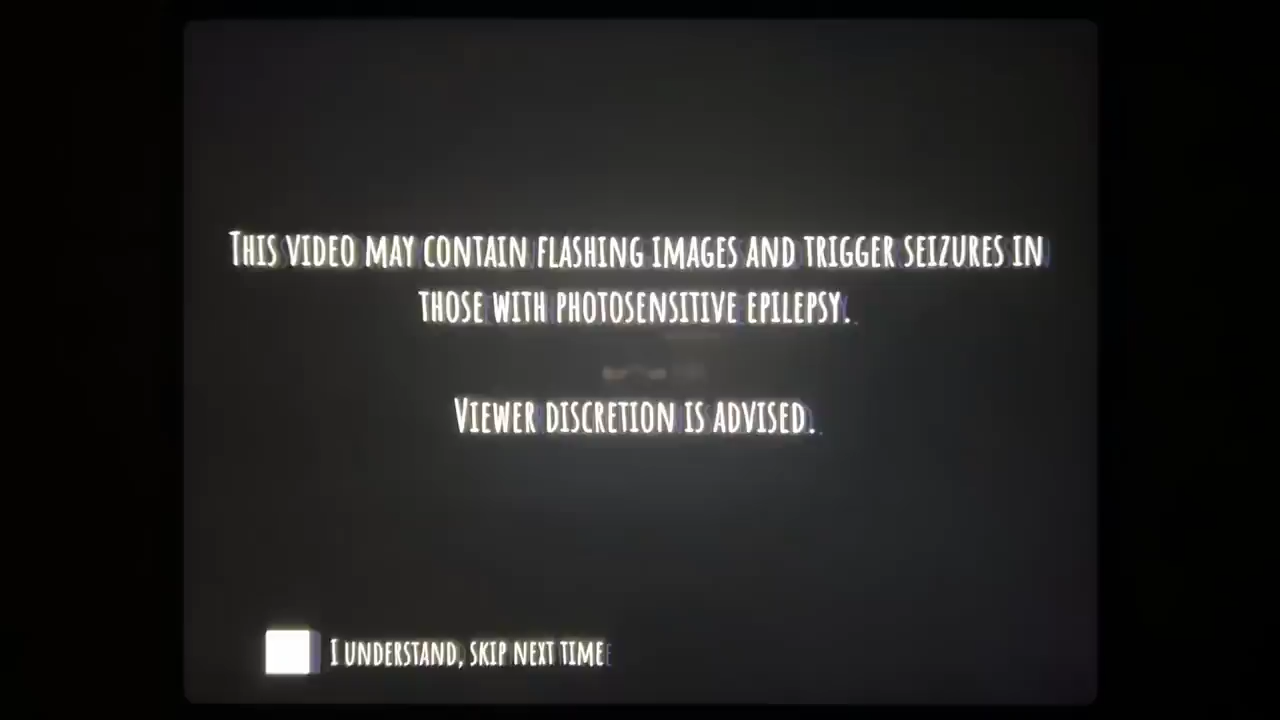 This video may contain flashing images and trigger seizures in
those with photosensitive epilepsy.
Viewer discretion is advised.
I understand, skip next time